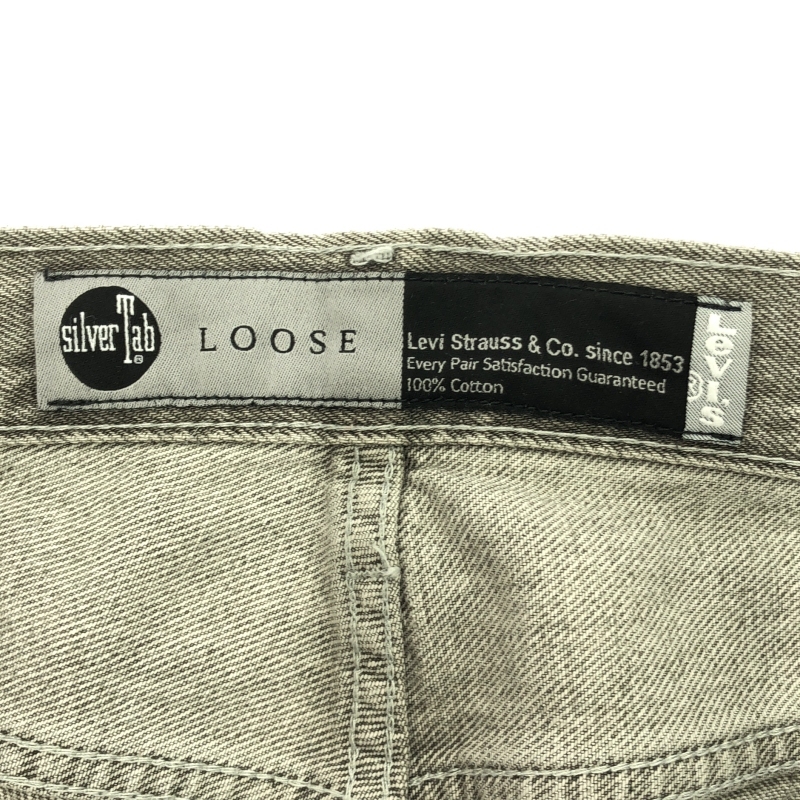 silverTab®
LOOSE
Levi Strauss & Co. since 1853
Every Pair Satisfaction Guaranteed
100% Cotton
Levi's
®